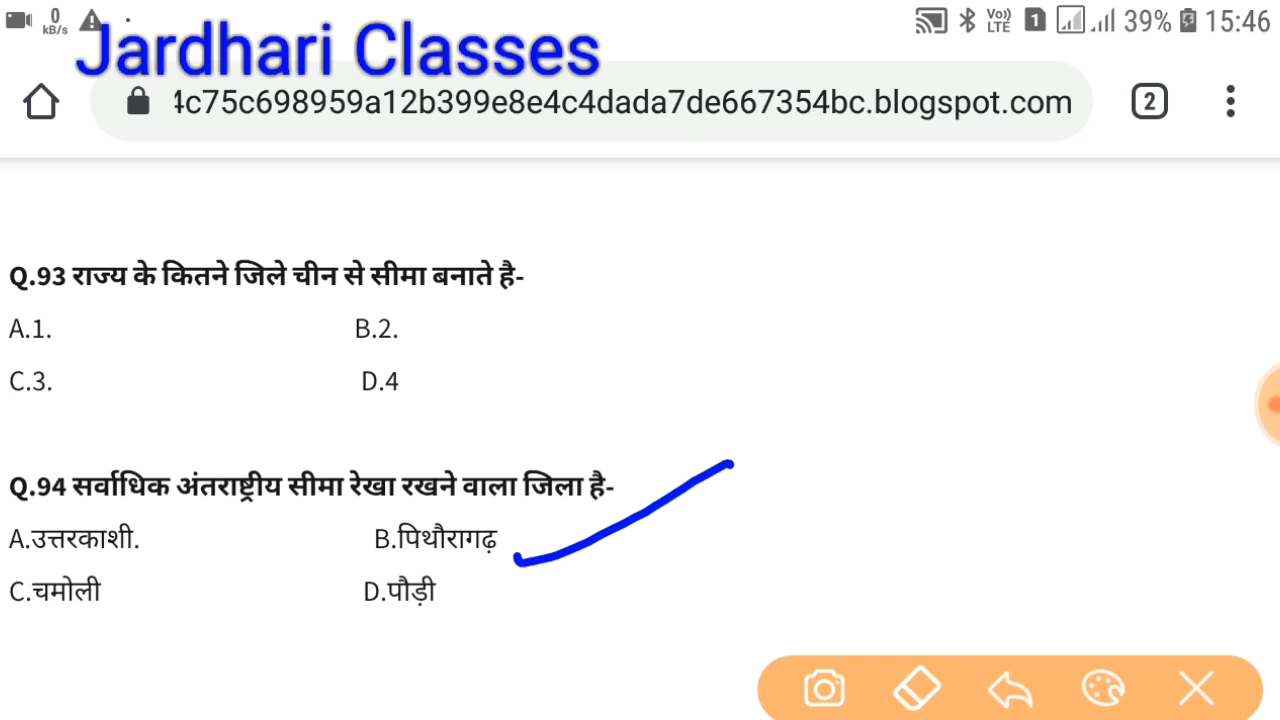 0
kB/s
Vo))
LTE
1
39%
15:46
Jardhari Classes
4c75c698959a12b399e8e4c4dada7de667354bc.blogspot.com
2
Q.93 राज्य के कितने जिले चीन से सीमा बनाते है-
A.1. B.2.
C.3. D.4
Q.94 सर्वाधिक अंतराष्ट्रीय सीमा रेखा रखने वाला जिला है-
A.उत्तरकाशी. B.पिथौरागढ़
C.चमोली D.पौड़ी